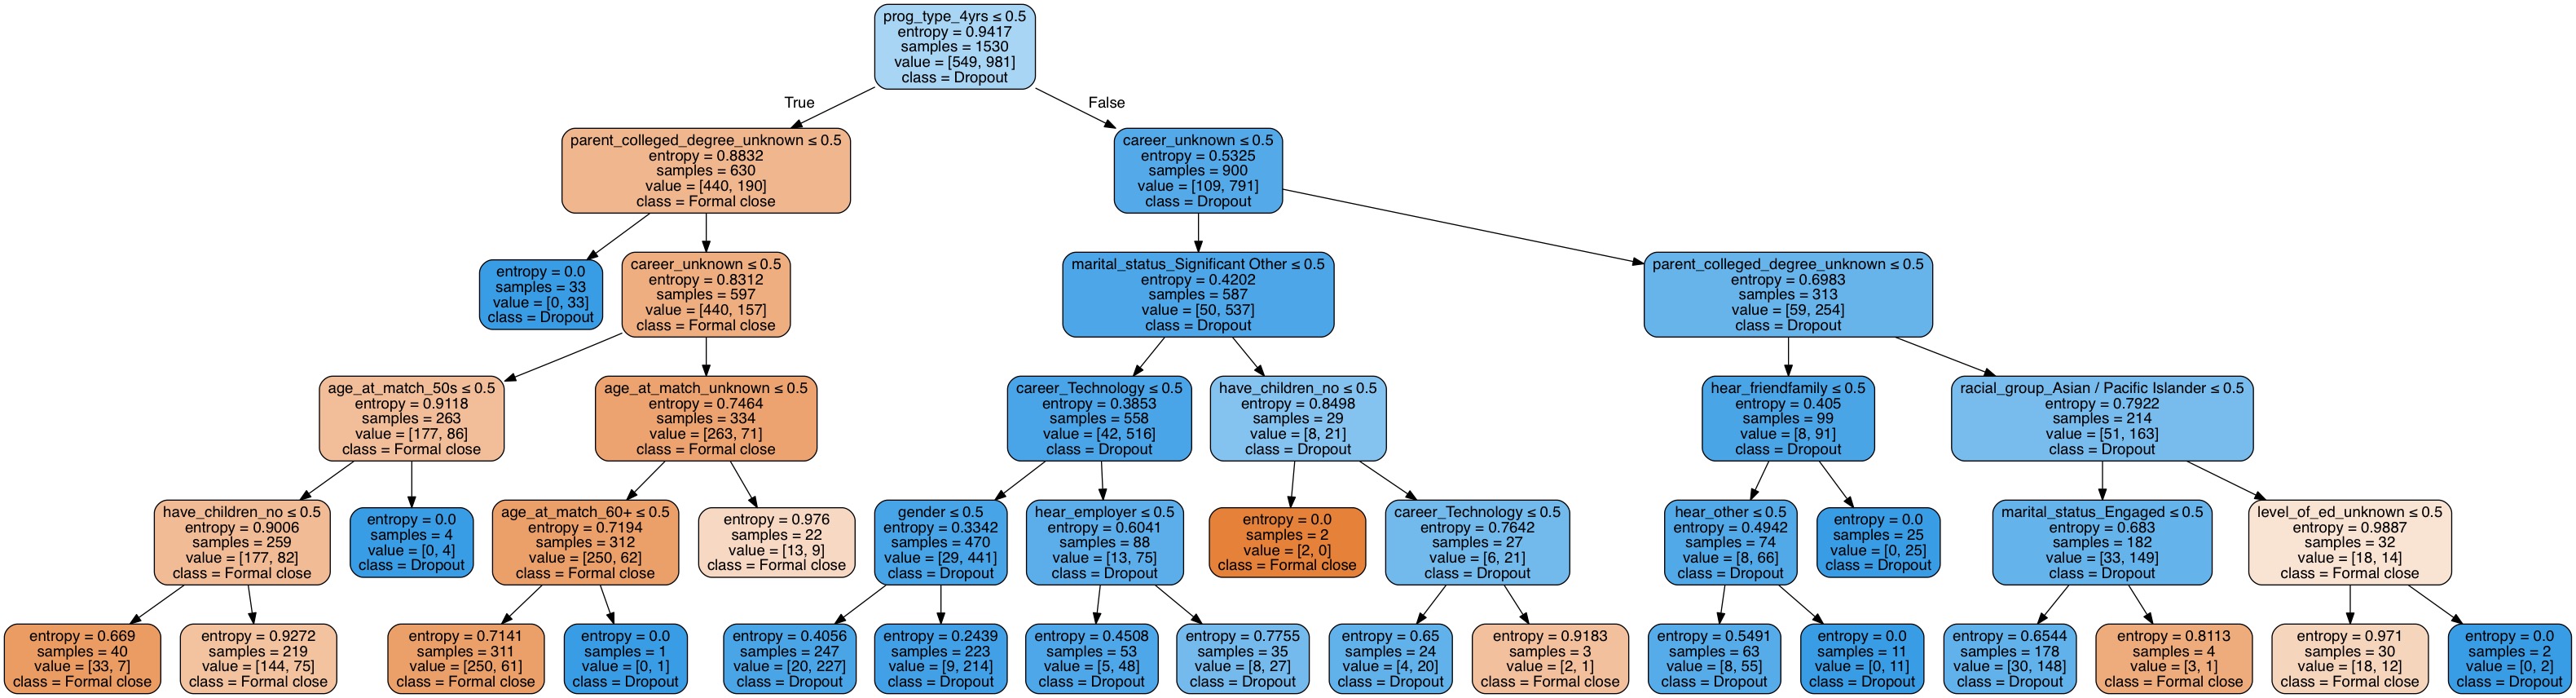 prog_type_4yrs ≤ 0.5
entropy = 0.9417
samples = 1530
value = [549, 981]
class = Dropout
True
False
parent_colleged_degree_unknown ≤ 0.5
entropy = 0.8832
samples = 630
value = [440, 190]
class = Formal close
career_unknown ≤ 0.5
entropy = 0.5325
samples = 900
value = [109, 791]
class = Dropout
entropy = 0.0
samples = 33
value = [0, 33]
class = Dropout
career_unknown ≤ 0.5
entropy = 0.8312
samples = 597
value = [440, 157]
class = Formal close
marital_status_Significant Other ≤ 0.5
entropy = 0.4202
samples = 587
value = [50, 537]
class = Dropout
parent_colleged_degree_unknown ≤ 0.5
entropy = 0.6983
samples = 313
value = [59, 254]
class = Dropout
age_at_match_50s ≤ 0.5
entropy = 0.9118
samples = 263
value = [177, 86]
class = Formal close
age_at_match_unknown ≤ 0.5
entropy = 0.7464
samples = 334
value = [263, 71]
class = Formal close
career_Technology ≤ 0.5
entropy = 0.3853
samples = 558
value = [42, 516]
class = Dropout
have_children_no ≤ 0.5
entropy = 0.8498
samples = 29
value = [8, 21]
class = Dropout
hear_friendfamily ≤ 0.5
entropy = 0.405
samples = 99
value = [8, 91]
class = Dropout
racial_group_Asian / Pacific Islander ≤ 0.5
entropy = 0.7922
samples = 214
value = [51, 163]
class = Dropout
have_children_no ≤ 0.5
entropy = 0.9006
samples = 259
value = [177, 82]
class = Formal close
entropy = 0.0
samples = 4
value = [0, 4]
class = Dropout
age_at_match_60+ ≤ 0.5
entropy = 0.7194
samples = 312
value = [250, 62]
class = Formal close
entropy = 0.976
samples = 22
value = [13, 9]
class = Formal close
gender ≤ 0.5
entropy = 0.3342
samples = 470
value = [29, 441]
class = Dropout
hear_employer ≤ 0.5
entropy = 0.6041
samples = 88
value = [13, 75]
class = Dropout
entropy = 0.0
samples = 2
value = [2, 0]
class = Formal close
career_Technology ≤ 0.5
entropy = 0.7642
samples = 27
value = [6, 21]
class = Dropout
hear_other ≤ 0.5
entropy = 0.4942
samples = 74
value = [8, 66]
class = Dropout
entropy = 0.0
samples = 25
value = [0, 25]
class = Dropout
marital_status_Engaged ≤ 0.5
entropy = 0.683
samples = 182
value = [33, 149]
class = Dropout
level_of_ed_unknown ≤ 0.5
entropy = 0.9887
samples = 32
value = [18, 14]
class = Formal close
entropy = 0.669
samples = 40
value = [33, 7]
class = Formal close
entropy = 0.9272
samples = 219
value = [144, 75]
class = Formal close
entropy = 0.7141
samples = 311
value = [250, 61]
class = Formal close
entropy = 0.0
samples = 1
value = [0, 1]
class = Dropout
entropy = 0.4056
samples = 247
value = [20, 227]
class = Dropout
entropy = 0.2439
samples = 223
value = [9, 214]
class = Dropout
entropy = 0.4508
samples = 53
value = [5, 48]
class = Dropout
entropy = 0.7755
samples = 35
value = [8, 27]
class = Dropout
entropy = 0.65
samples = 24
value = [4, 20]
class = Dropout
entropy = 0.9183
samples = 3
value = [2, 1]
class = Formal close
entropy = 0.5491
samples = 63
value = [8, 55]
class = Dropout
entropy = 0.0
samples = 11
value = [0, 11]
class = Dropout
entropy = 0.6544
samples = 178
value = [30, 148]
class = Dropout
entropy = 0.8113
samples = 4
value = [3, 1]
class = Formal close
entropy = 0.971
samples = 30
value = [18, 12]
class = Formal close
entropy = 0.0
samples = 2
value = [0, 2]
class = Dropout